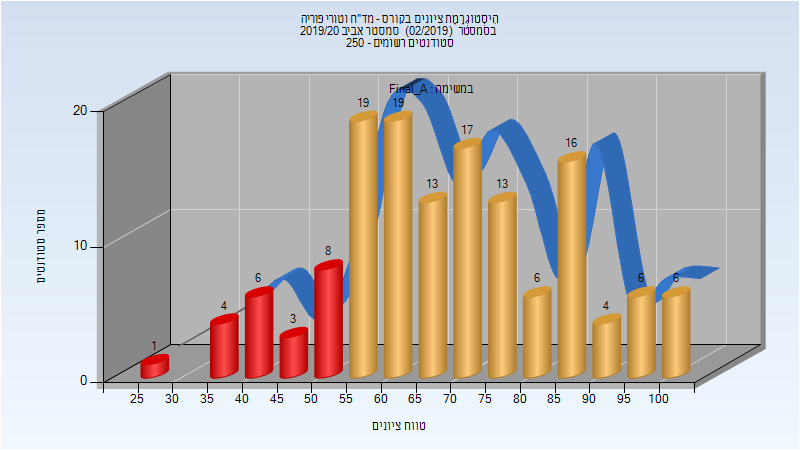 היסטוגרמת ציונים בקורס - מד"ח וטורי פוריה
בסמסטר (02/2019) סמסטר אביב 2019/20
סטודנטים רשומים - 250
במשימה : Final_A
מספר סטודנטים
20
10
0
1
4
6
3
8
19
19
13
17
13
6
16
4
6
6
25 30 35 40 45 50 55 60 65 70 75 80 85 90 95 100
טווח ציונים